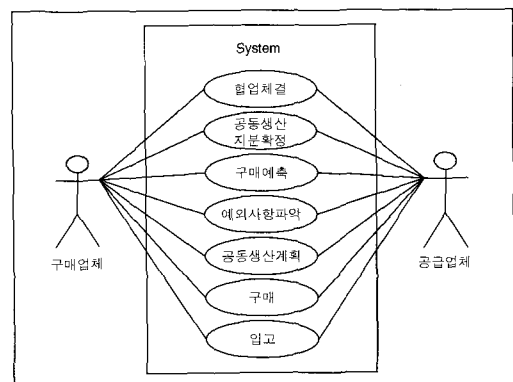 System
협업체결
공동생산
지분확정
구매예측
예외사항파악
공동생산계획
구매
입고
구매업체
공급업체